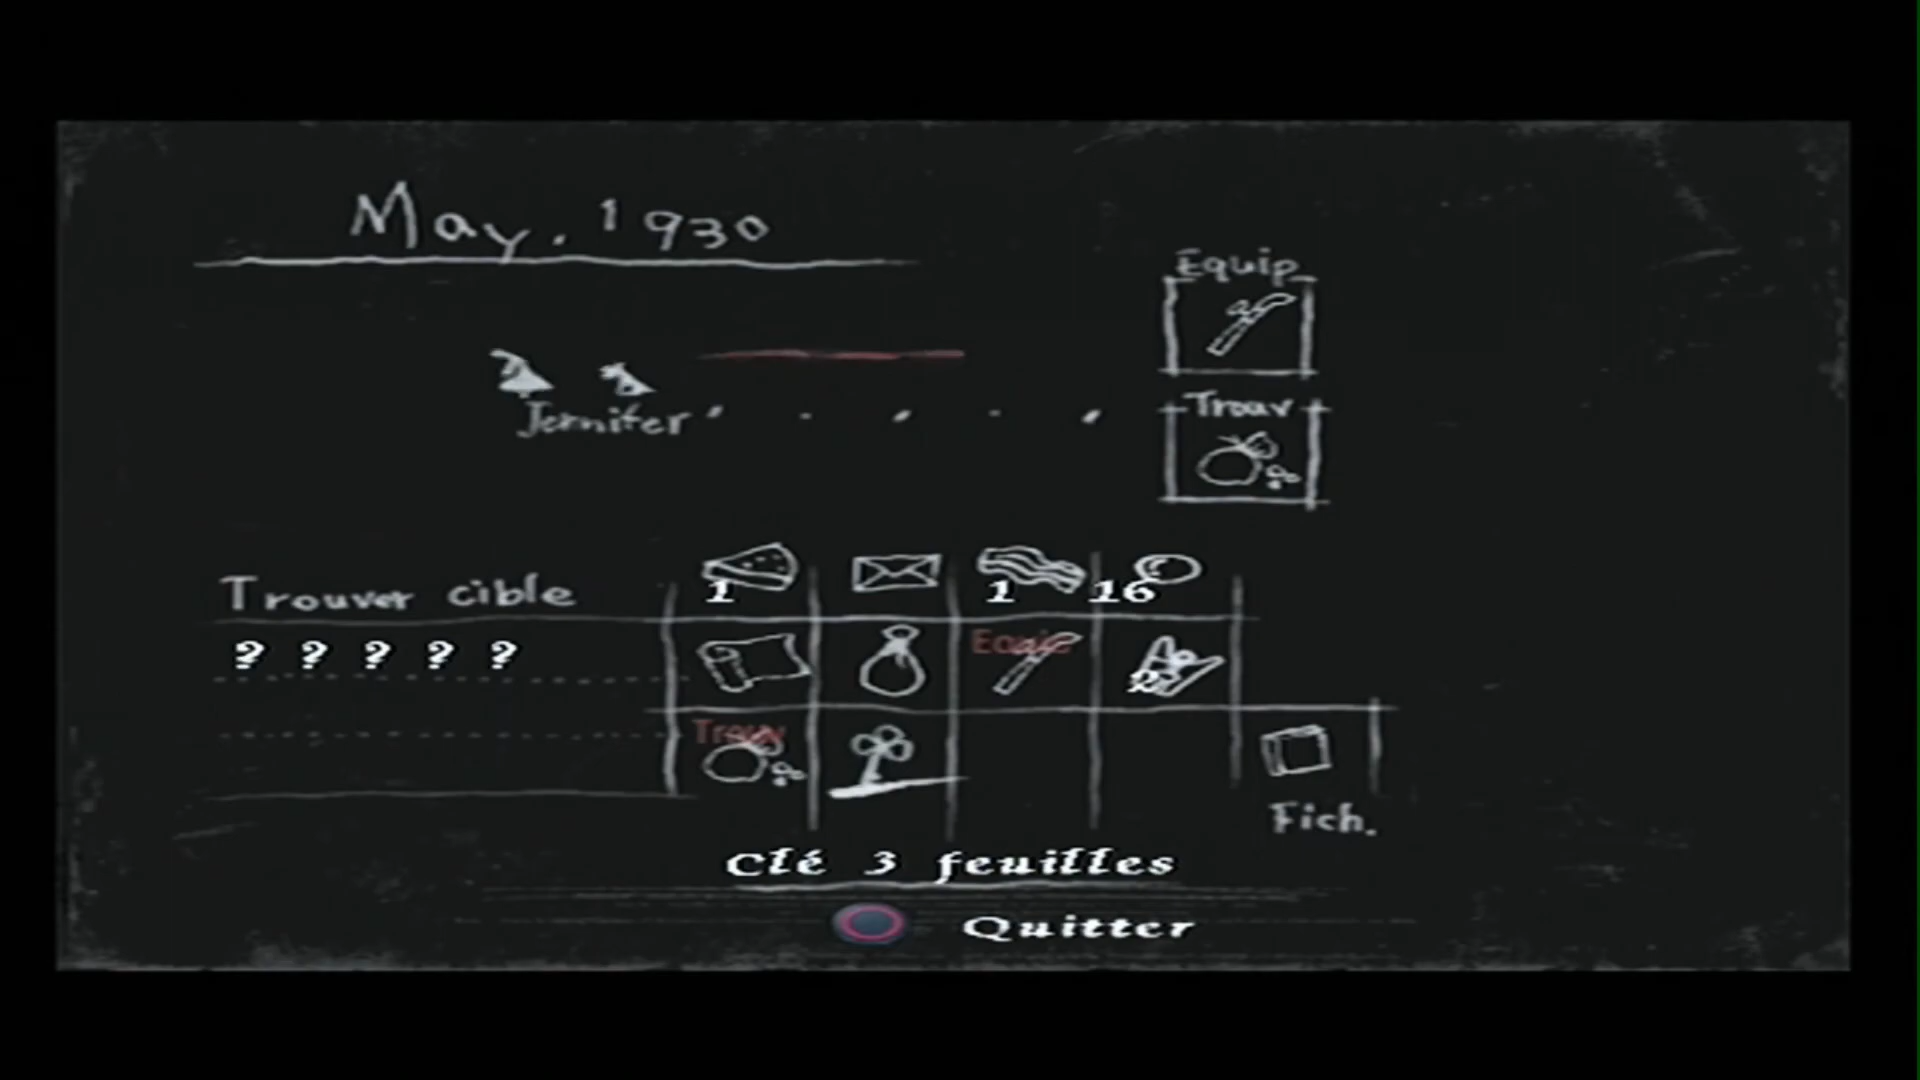 May. 1930
Equip
Jennifer
Trouv
1 1 16
Trouver cible
? ? ? ? ?
Equip
2
Trouv
Fich.
Clé 3 feuilles
Quitter